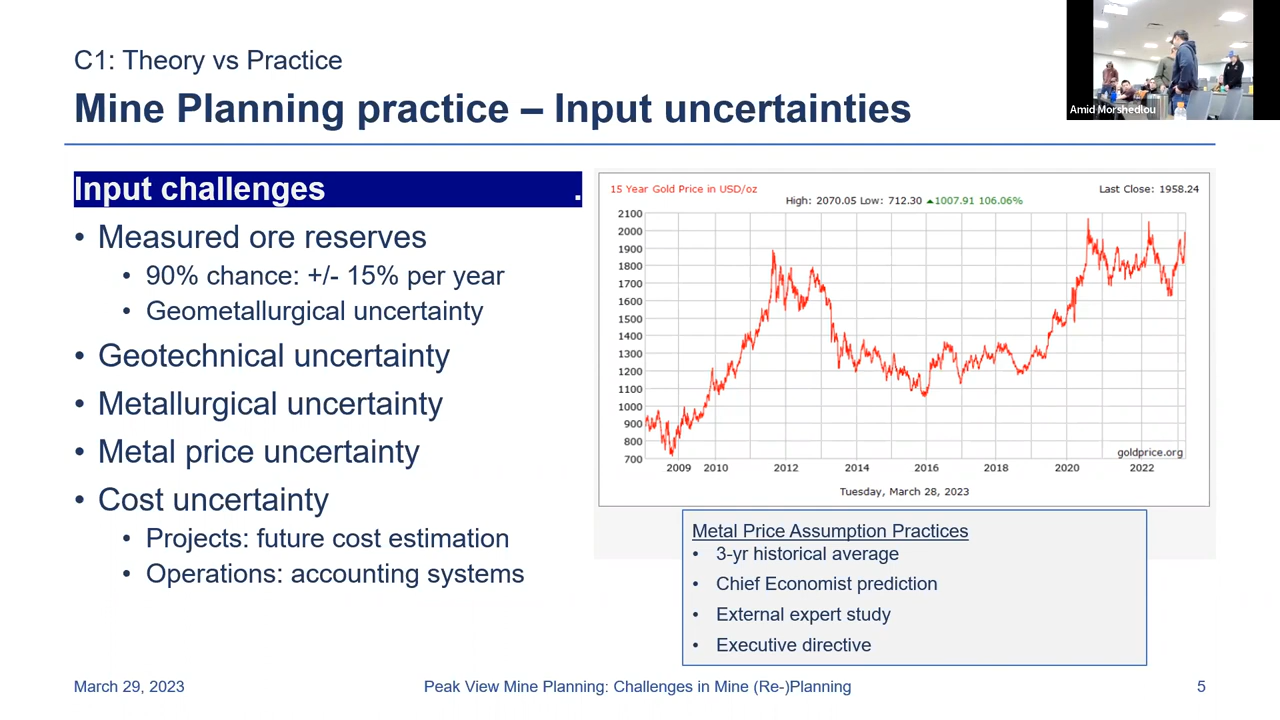 C1: Theory vs Practice
Mine Planning practice – Input uncertainties
Amid Morshedlou
Input challenges .
• Measured ore reserves
• 90% chance: +/- 15% per year
• Geometallurgical uncertainty
• Geotechnical uncertainty
• Metallurgical uncertainty
• Metal price uncertainty
• Cost uncertainty
• Projects: future cost estimation
• Operations: accounting systems
15 Year Gold Price in USD/oz
Last Close: 1958.24
High: 2070.05 Low: 712.30 ▲1007.91 106.06%
2100
2000
1900
1800
1700
1600
1500
1400
1300
1200
1100
1000
900
800
700
goldprice.org
2009 2010 2012 2014 2016 2018 2020 2022
Tuesday, March 28, 2023
Metal Price Assumption Practices
• 3-yr historical average
• Chief Economist prediction
• External expert study
• Executive directive
March 29, 2023
Peak View Mine Planning: Challenges in Mine (Re-)Planning
5